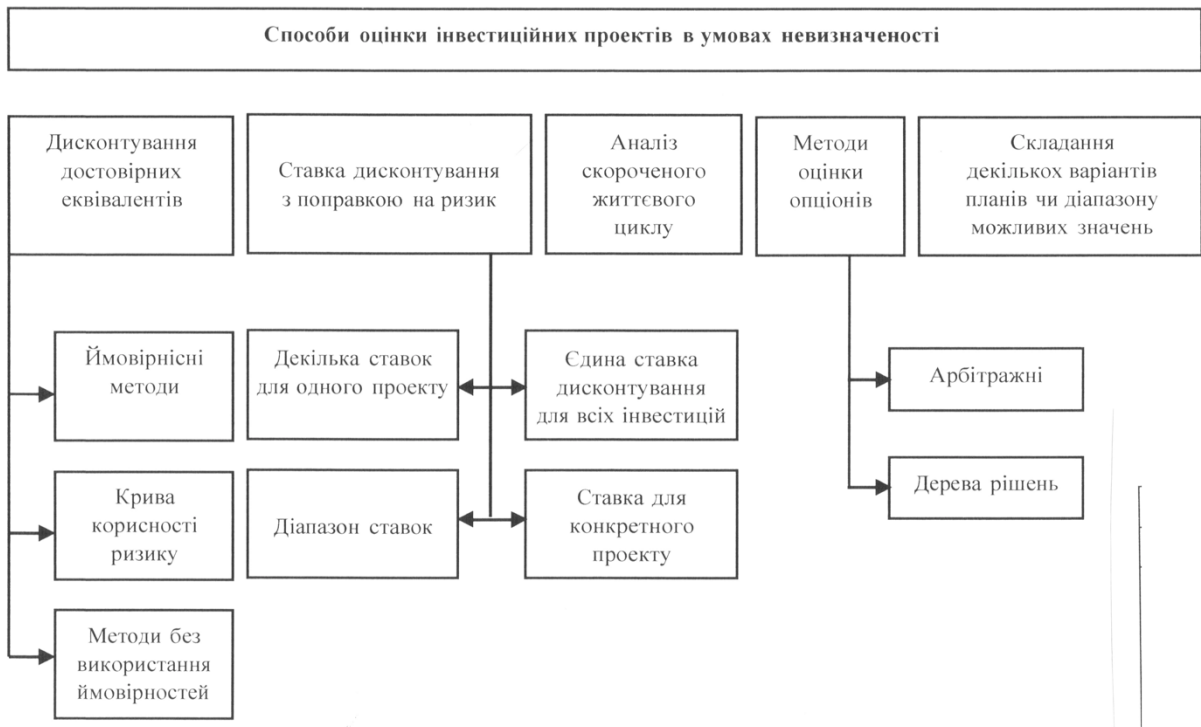 Способи оцінки інвестиційних проектів в умовах невизначеності
Дисконтування
достовірних
еквівалентів
Ставка дисконтування
з поправкою на ризик
Аналіз
скороченого
життєвого
циклу
Методи
оцінки
опціонів
Складання
декількох варіантів
планів чи діапазону
можливих значень
Ймовірнісні
методи
Декілька ставок
для одного проекту
Єдина ставка
дисконтування
для всіх інвестицій
Арбітражні
Крива
корисності
ризику
Діапазон ставок
Ставка для
конкретного
проекту
Дерева рішень
Методи без
використання
ймовірностей